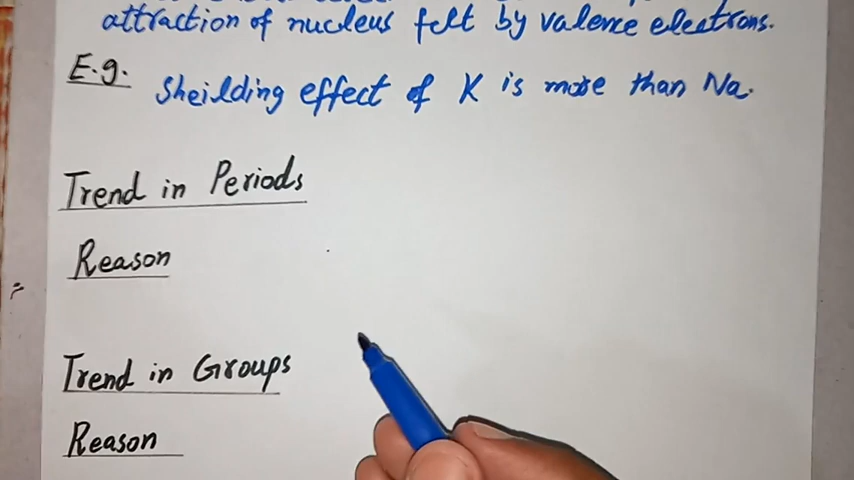 attraction of nucleus felt by valence electrons.
E.g. Sheilding effect of K is more than Na.
Trend in Periods
Reason
Trend in Groups
Reason